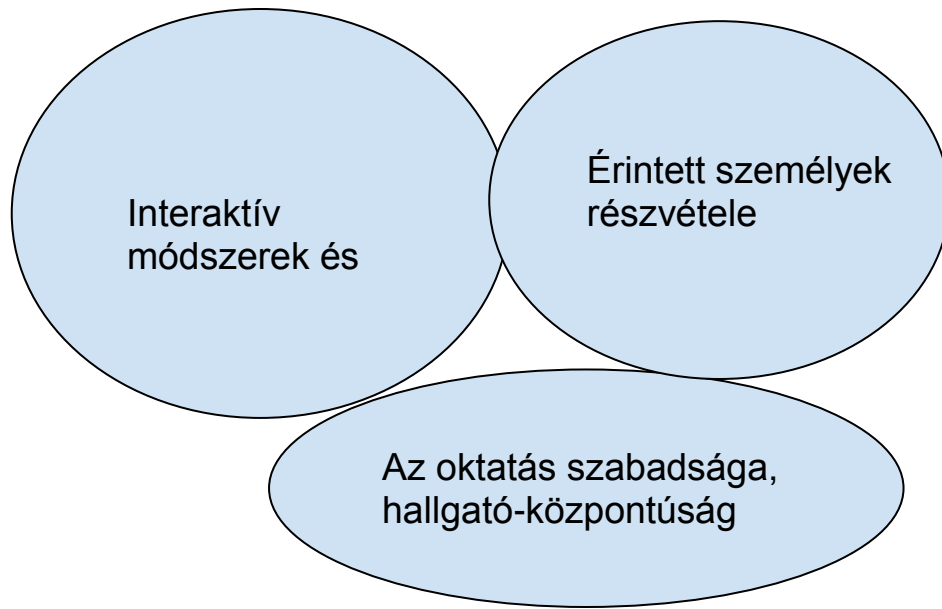 Interaktív
módszerek és
Érintett személyek
részvétele
Az oktatás szabadsága,
hallgató-központúság